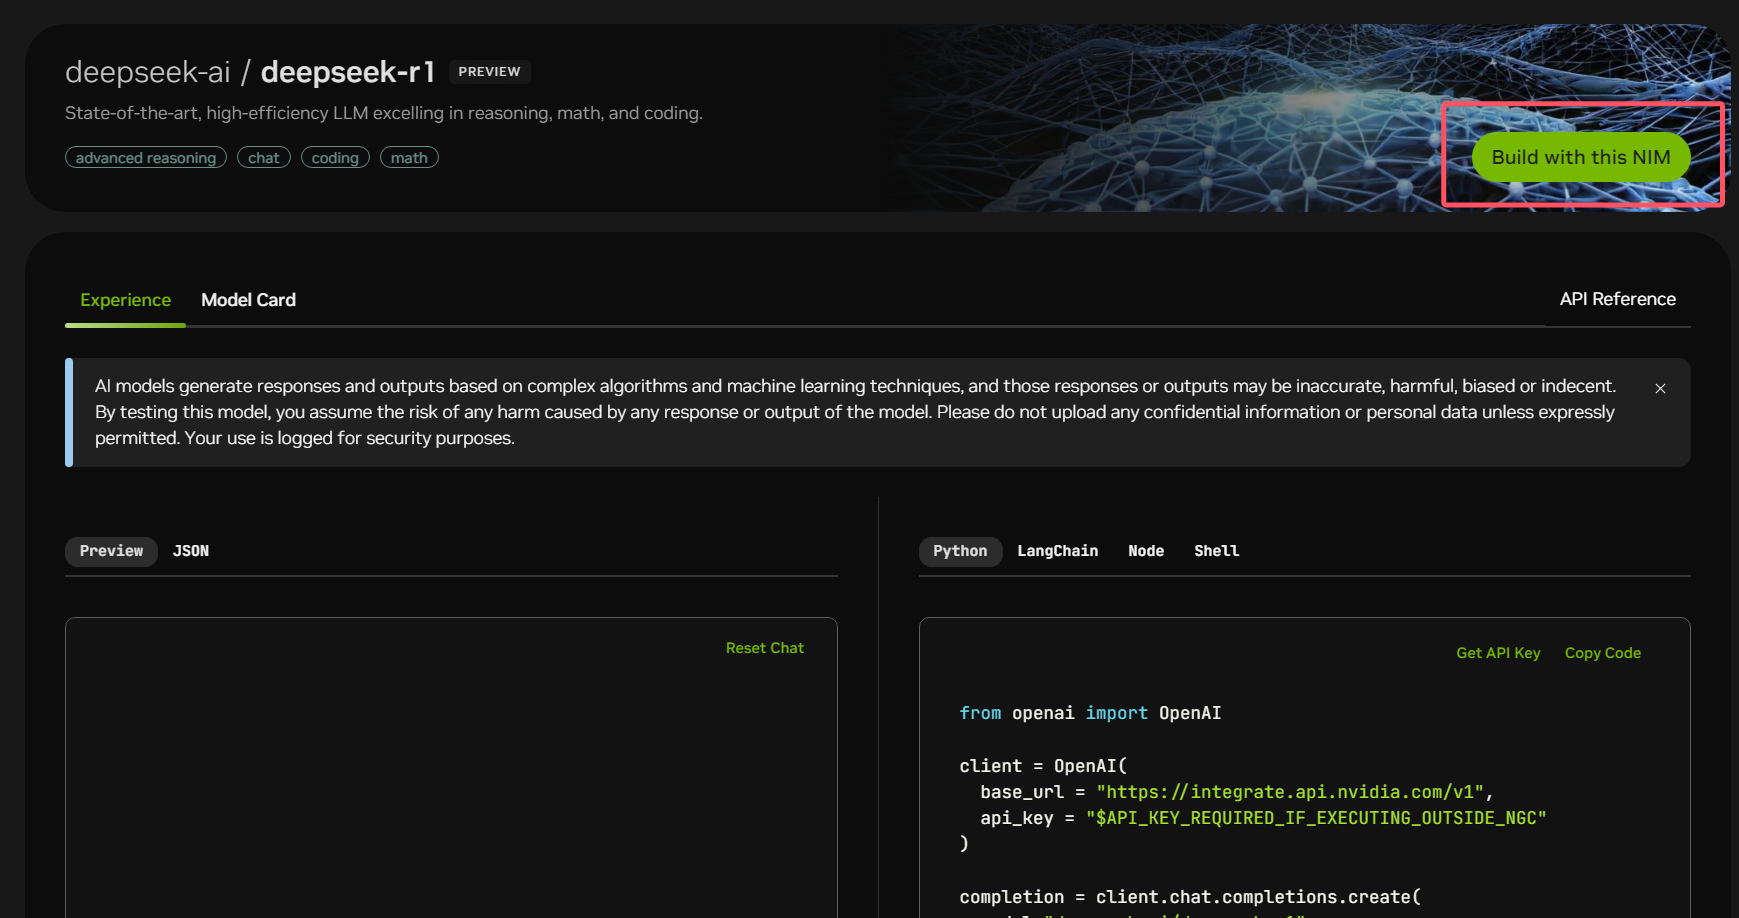 deepseek-ai / deepseek-r1 PREVIEW
State-of-the-art, high-efficiency LLM excelling in reasoning, math, and coding.
advanced reasoning chat coding math
Build with this NIM
Experience Model Card API Reference
AI models generate responses and outputs based on complex algorithms and machine learning techniques, and those responses or outputs may be inaccurate, harmful, biased or indecent.
By testing this model, you assume the risk of any harm caused by any response or output of the model. Please do not upload any confidential information or personal data unless expressly
permitted. Your use is logged for security purposes.
Preview JSON
Reset Chat
Python LangChain Node Shell
Get API Key Copy Code
from openai import OpenAI
client = OpenAI(
base_url = "https://integrate.api.nvidia.com/v1",
api_key = "$API_KEY_REQUIRED_IF_EXECUTING_OUTSIDE_NGC"
)
completion = client.chat.completions.create(